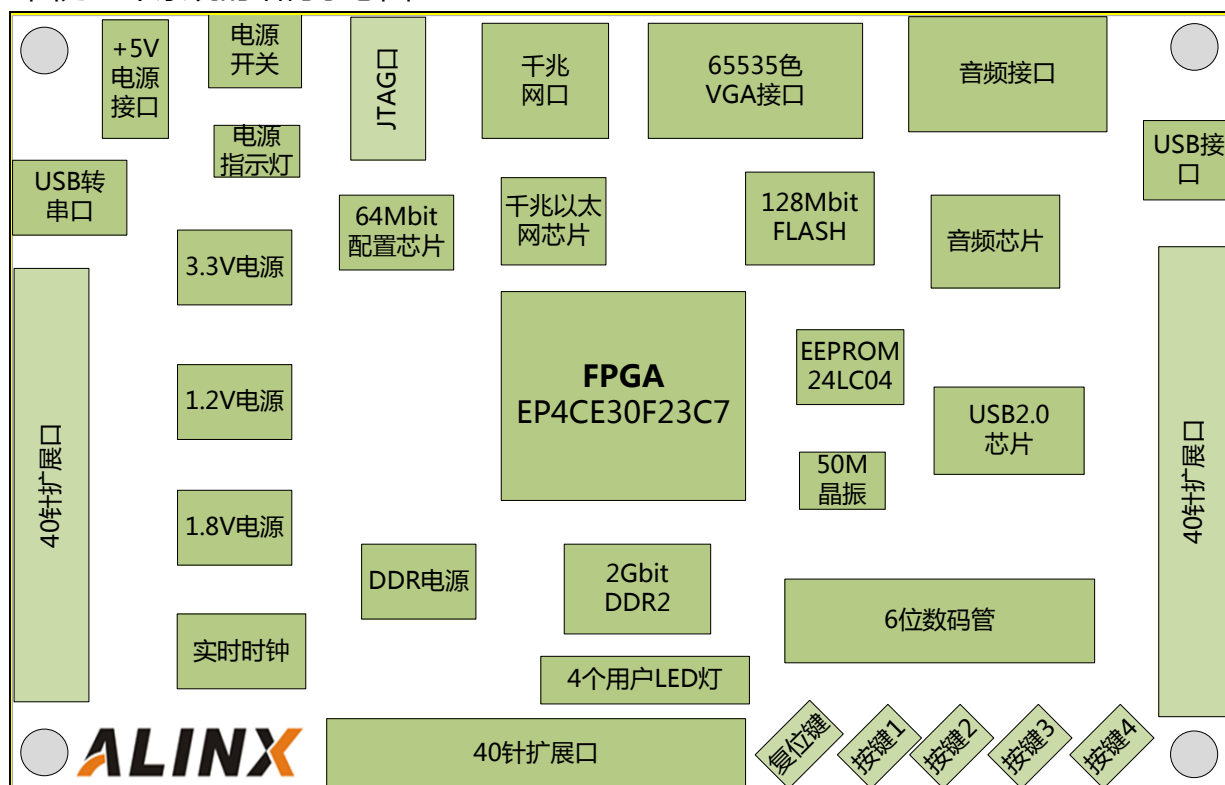 +5V
电源
接口
电源
开关
JTAG口
千兆
网口
65535色
VGA接口
音频接口
电源
指示灯
USB接
口
USB转
串口
64Mbit
配置芯片
千兆以太
网芯片
128Mbit
FLASH
音频芯片
3.3V电源
FPGA
EP4CE30F23C7
EEPROM
24LC04
1.2V电源
USB2.0
芯片
40针扩展口
40针扩展口
50M
晶振
1.8V电源
DDR电源
2Gbit
DDR2
6位数码管
实时时钟
4个用户LED灯
ALINX
40针扩展口
复位键
按键1
按键2
按键3
按键4